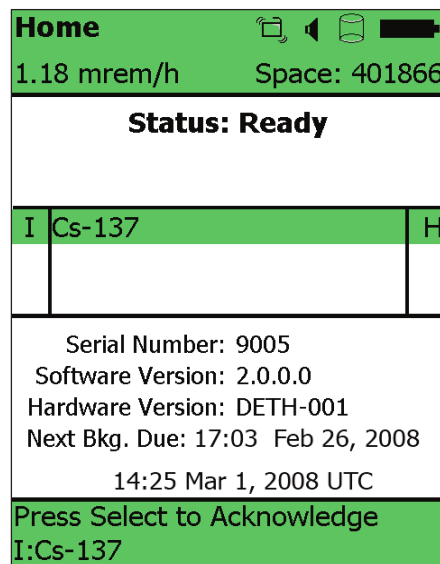 Home
1.18 mrem/h Space: 401866
Status: Ready
I Cs-137 H
Serial Number: 9005
Software Version: 2.0.0.0
Hardware Version: DETH-001
Next Bkg. Due: 17:03 Feb 26, 2008
14:25 Mar 1, 2008 UTC
Press Select to Acknowledge
I:Cs-137